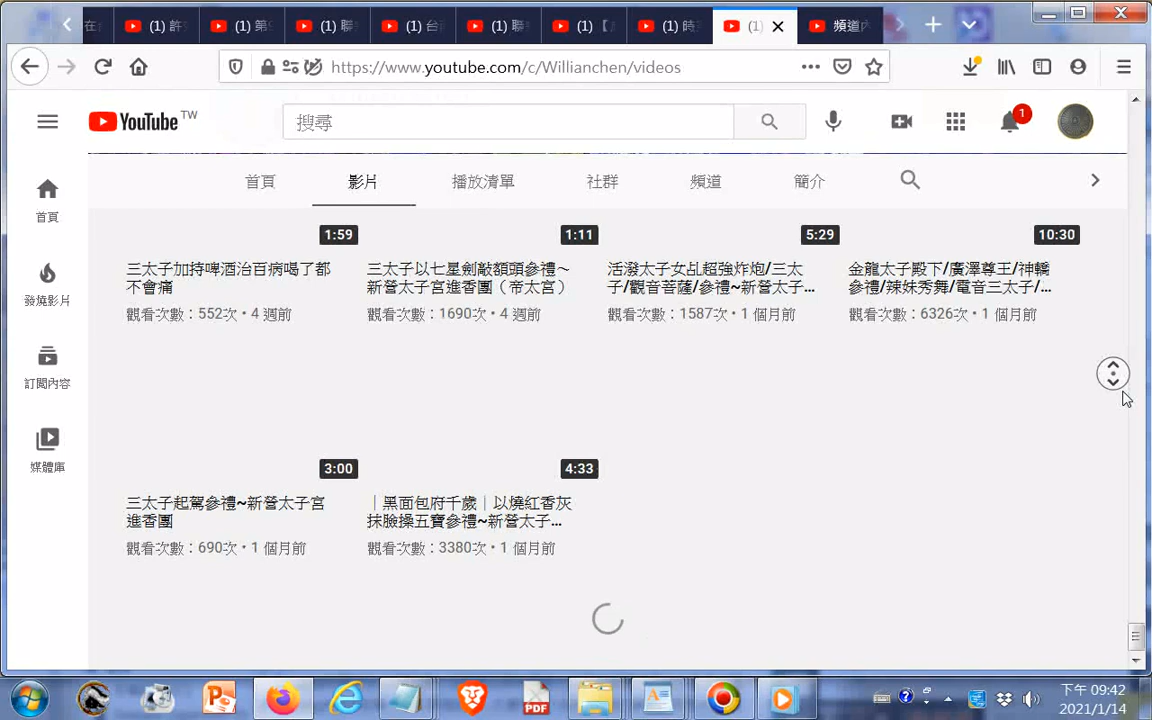 在
(1) 許
(1) 第
(1) 聯
(1) 台
(1) 聯
(1) 【
(1) 時
(1)
頻道內
https://www.youtube.com/c/Willianchen/videos
YouTube TW
搜尋
1
首頁
影片
播放清單
社群
頻道
簡介
首頁
發燒影片
訂閱內容
媒體庫
1:59
1:11
5:29
10:30
三太子加持啤酒治百病喝了都
不會痛
觀看次數：552次 • 4 週前
三太子以七星劍敲額頭參禮~
新營太子宮進香團（帝太宮）
觀看次數：1690次 • 4 週前
活潑太子女乩超強炸炮/三太
子/觀音菩薩/參禮~新營太子...
觀看次數：1587次 • 1 個月前
金龍太子殿下/廣澤尊王/神轎
參禮/辣妹秀舞/電音三太子/...
觀看次數：6326次 • 1 個月前
3:00
4:33
三太子起駕參禮~新營太子宮
進香團
觀看次數：690次 • 1 個月前
｜黑面包府千歲｜以燒紅香灰
抹臉操五寶參禮~新營太子...
觀看次數：3380次 • 1 個月前
PDF
下午 09:42
2021/1/14